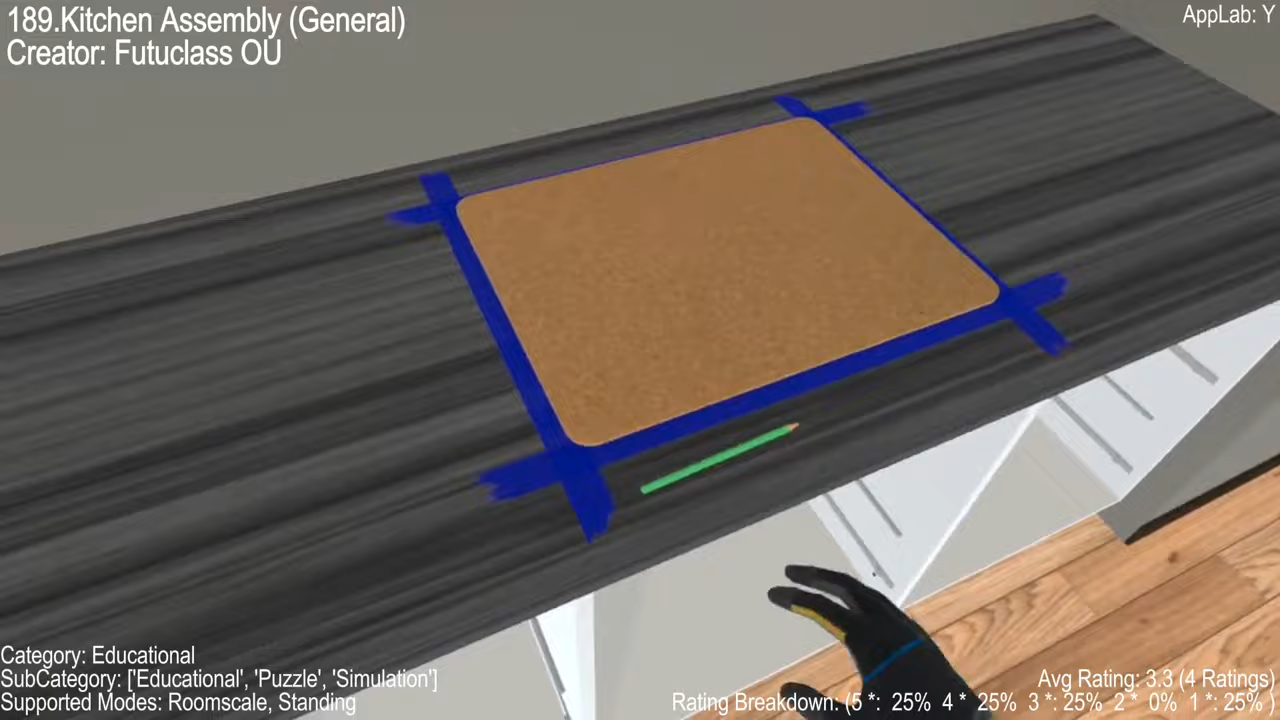 189.Kitchen Assembly (General)
Creator: Futuclass OU
AppLab: Y
Category: Educational
SubCategory: ['Educational', 'Puzzle', 'Simulation']
Supported Modes: Roomscale, Standing
Avg Rating: 3.3 (4 Ratings)
Rating Breakdown: (5 *: 25% 4 * 25% 3 *: 25% 2 * 0% 1 *: 25% )